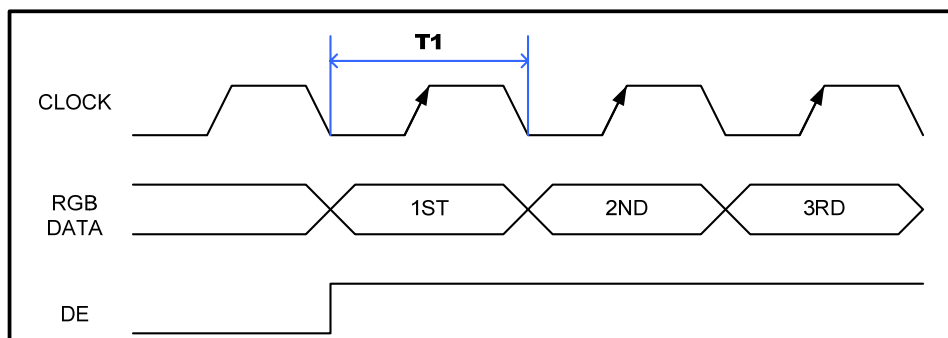 T1
CLOCK
RGB
DATA
1ST
2ND
3RD
DE